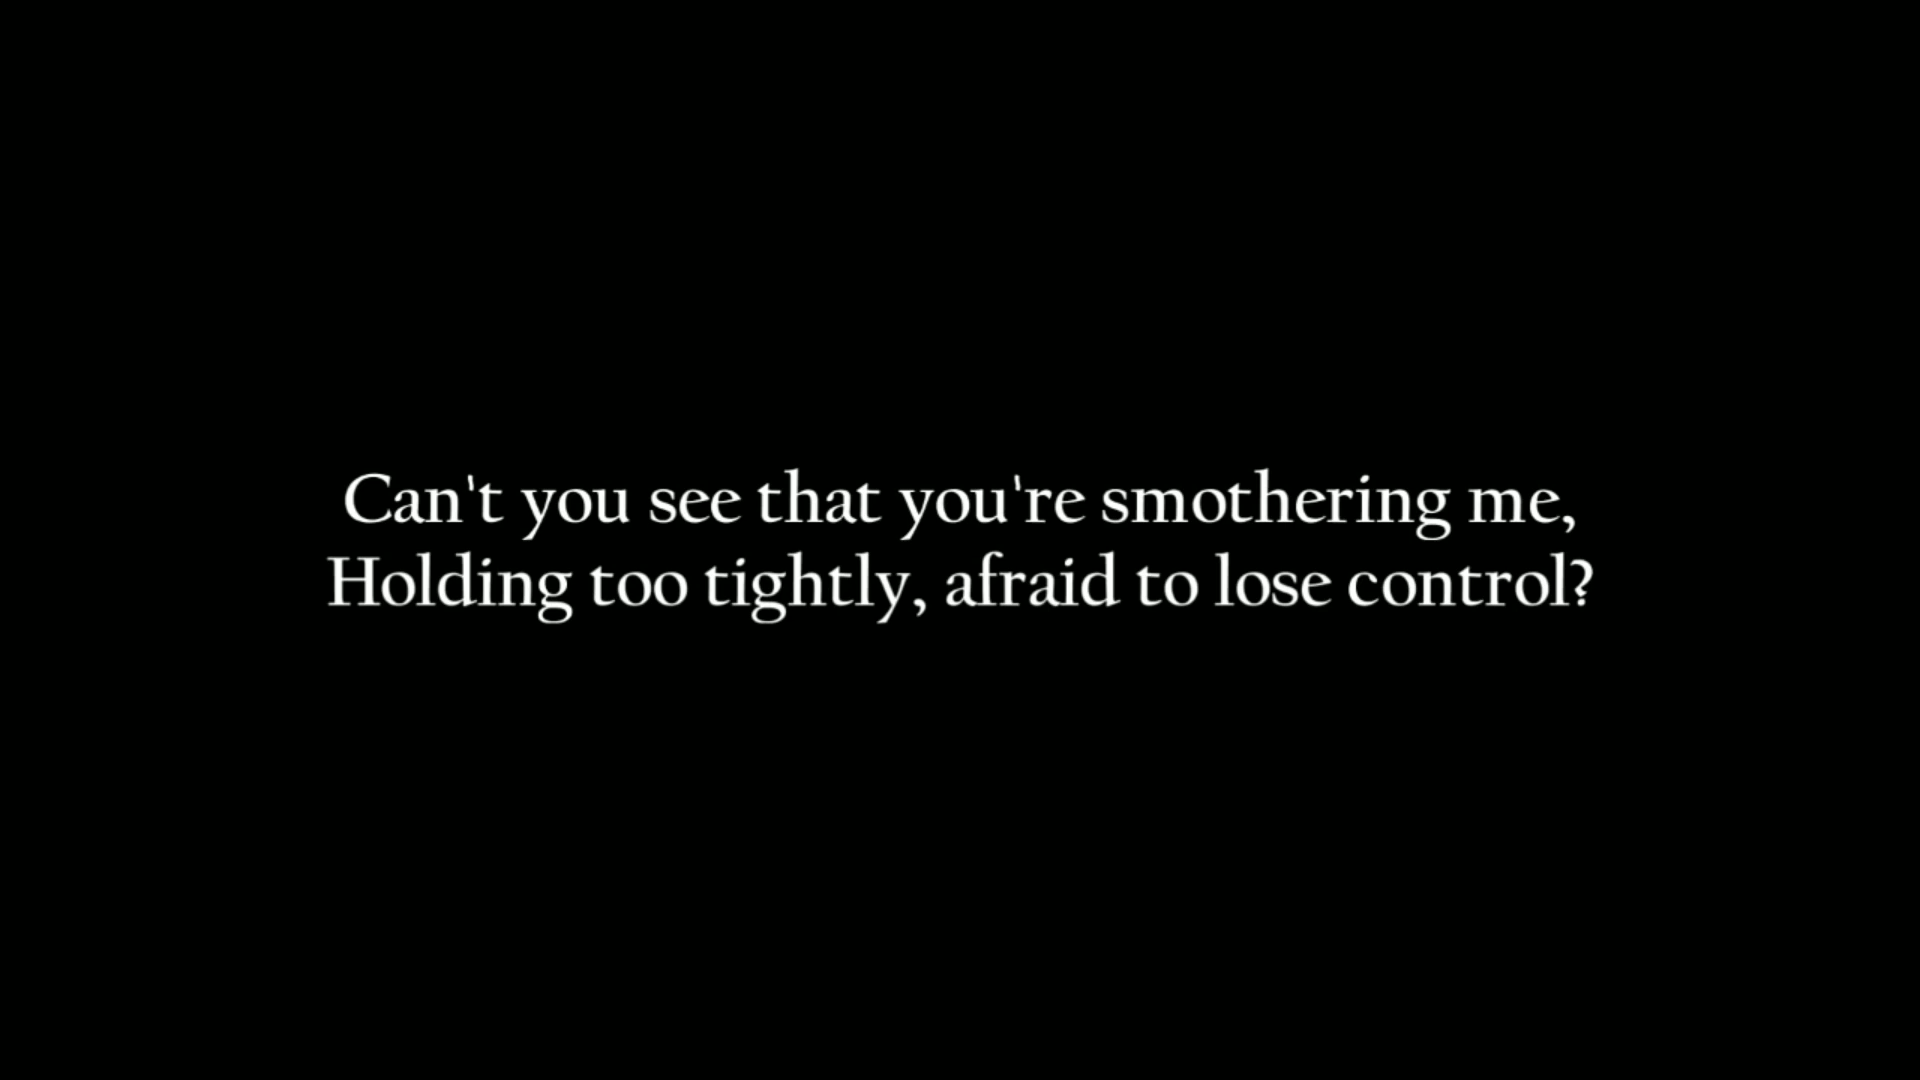 Can't you see that you're smothering me,
Holding too tightly, afraid to lose control?